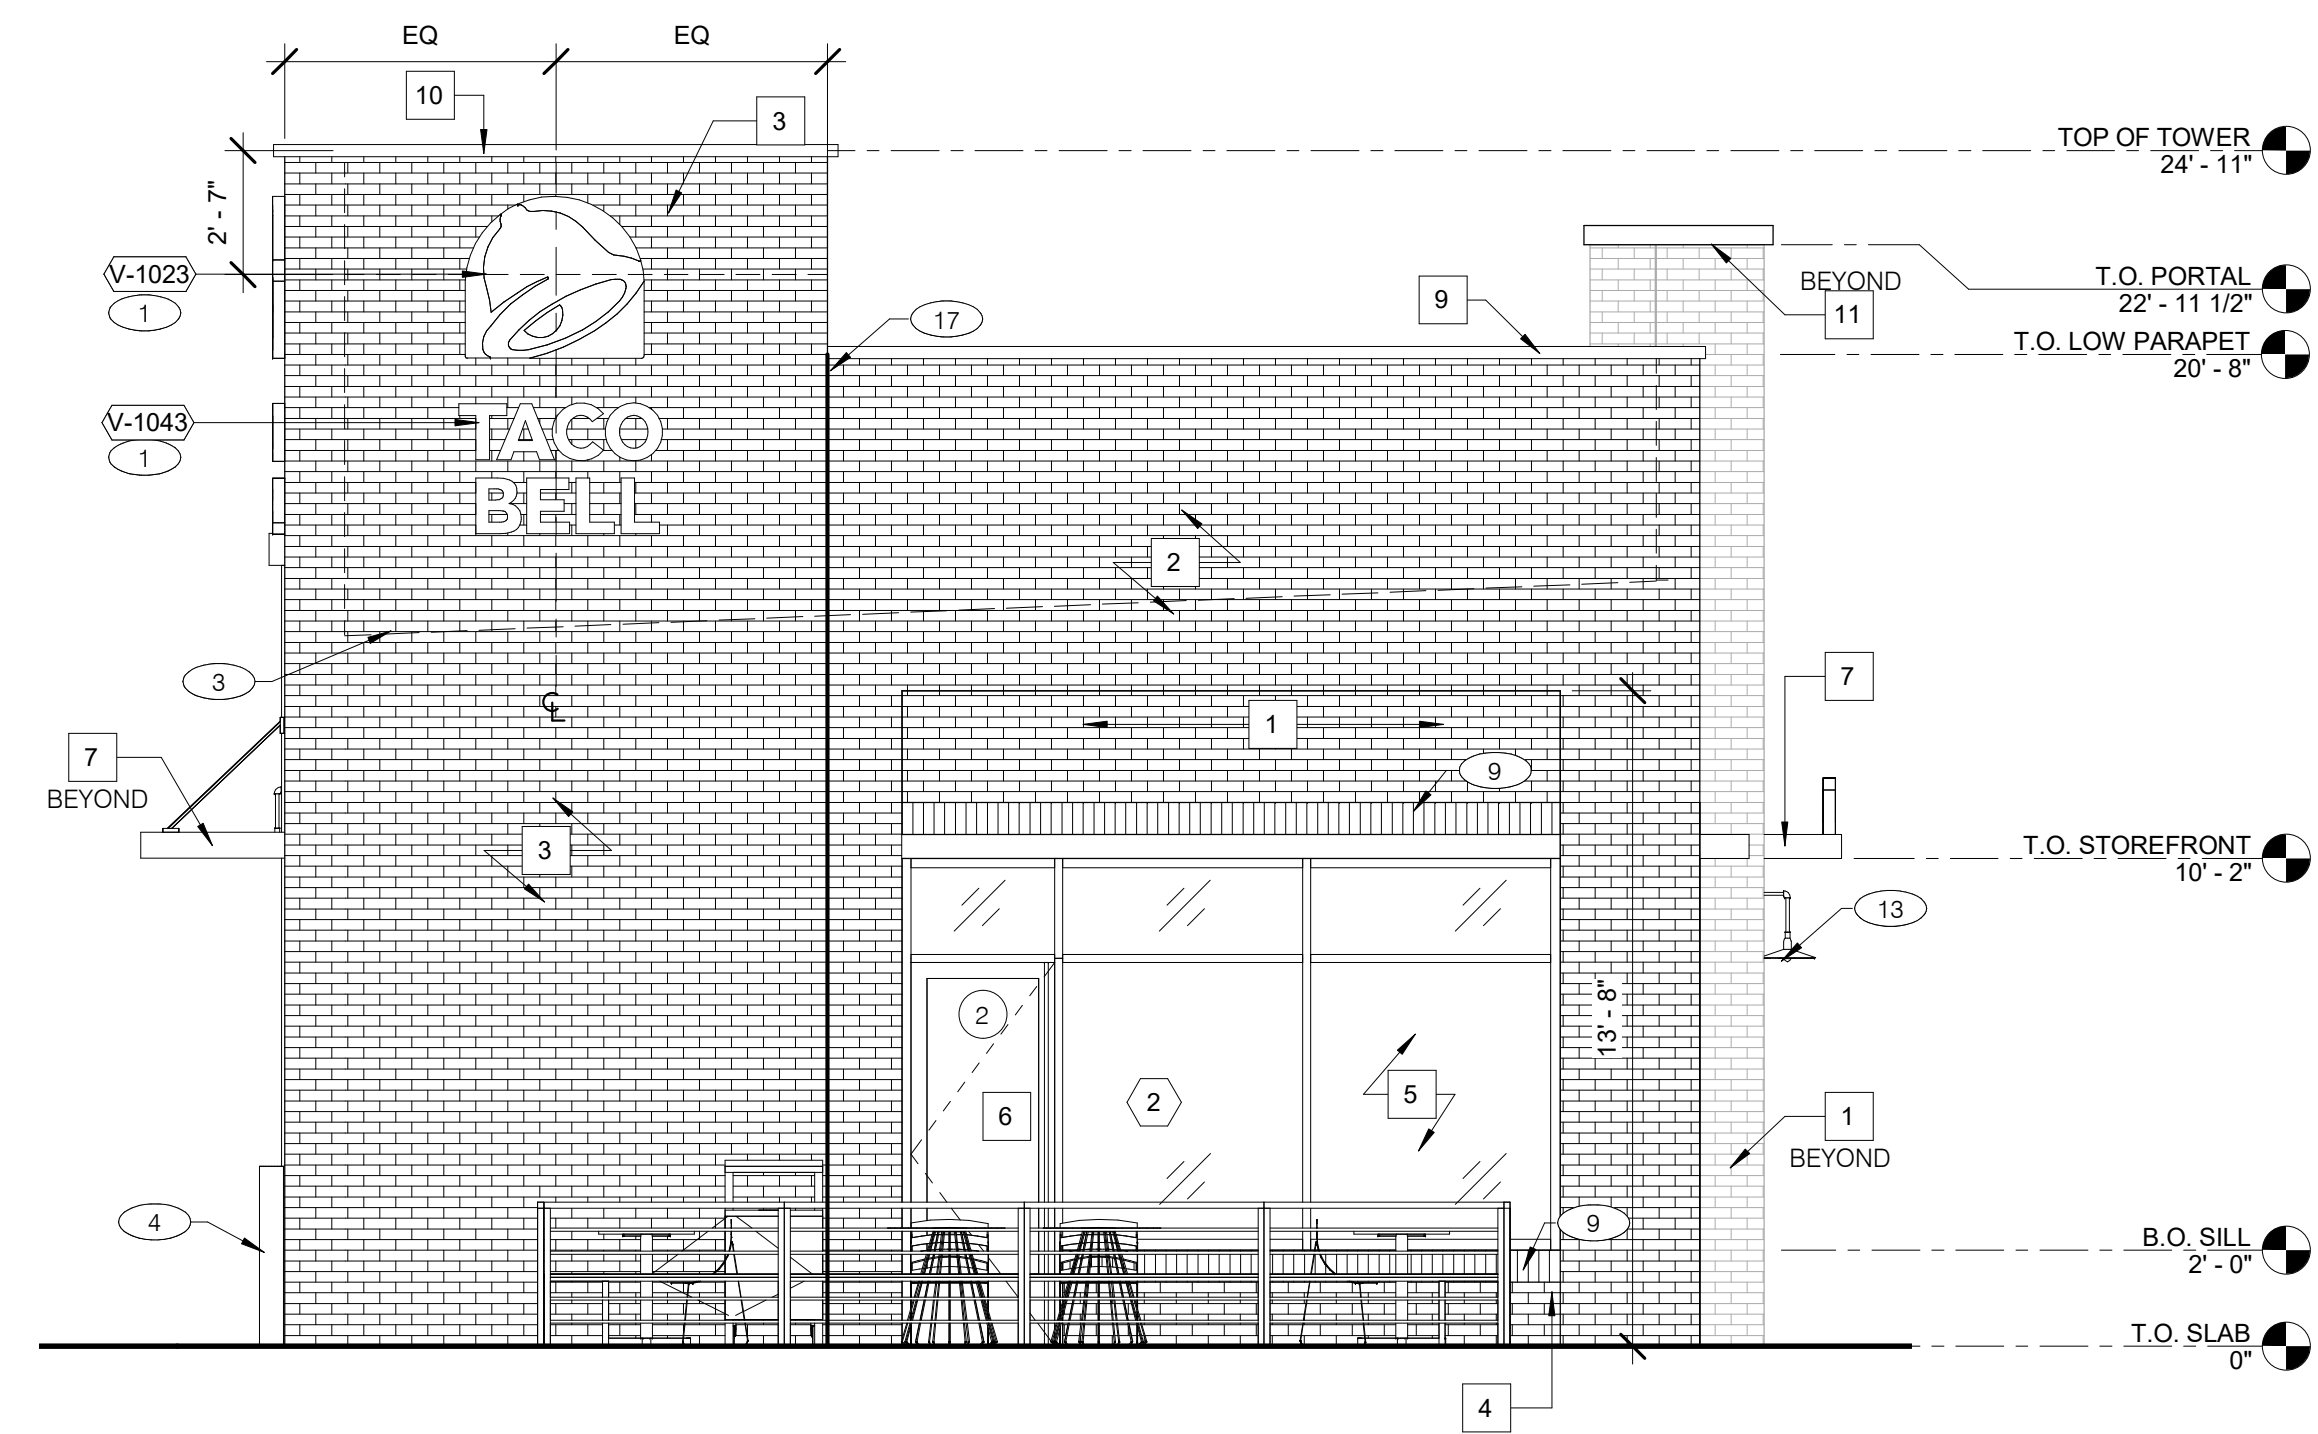 EQ
EQ
10
3
TOP OF TOWER
24' - 11"
2' - 7"
V-1023
1
BEYOND
T.O. PORTAL
22' - 11 1/2"
9
11
17
T.O. LOW PARAPET
20' - 8"
V-1043
1
TACO
BELL
2
3
7
CL
1
7
BEYOND
9
3
T.O. STOREFRONT
10' - 2"
13
2
13' - 8"
5
2
6
1
BEYOND
4
9
B.O. SILL
2' - 0"
T.O. SLAB
0"
4